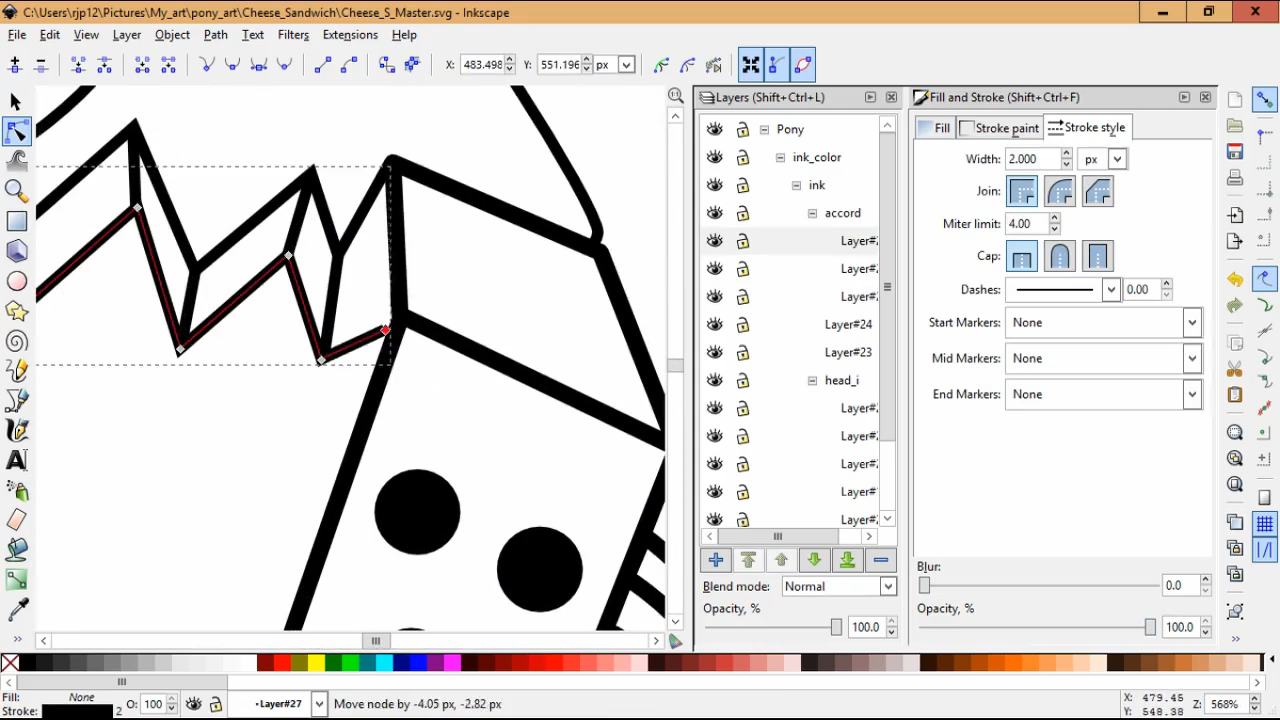 C:\Users\rjp12\Pictures\My_art\pony_art\Cheese_Sandwich\Cheese_S_Master.svg - Inkscape
File Edit View Layer Object Path Text Filters Extensions Help
X: 483.498 Y: 551.196 px
Layers (Shift+Ctrl+L)
Pony
ink_color
ink
accord
Layer#
Layer#
Layer#
Layer#24
Layer#23
head_i
Layer#
Layer#
Layer#
Layer#
Layer#
Blend mode: Normal
Opacity, % 
100.0
Fill and Stroke (Shift+Ctrl+F)
Fill Stroke paint Stroke style
Width: 2.000 px
Join:
Miter limit: 4.00
Cap:
Dashes: 0.00
Start Markers: None
Mid Markers: None
End Markers: None
Blur:
0.0
Opacity, %
100.0
Fill: None
Stroke: 2
O: 100
•Layer#27
Move node by -4.05 px, -2.82 px
X: 479.45
Y: 548.38
Z: 568%